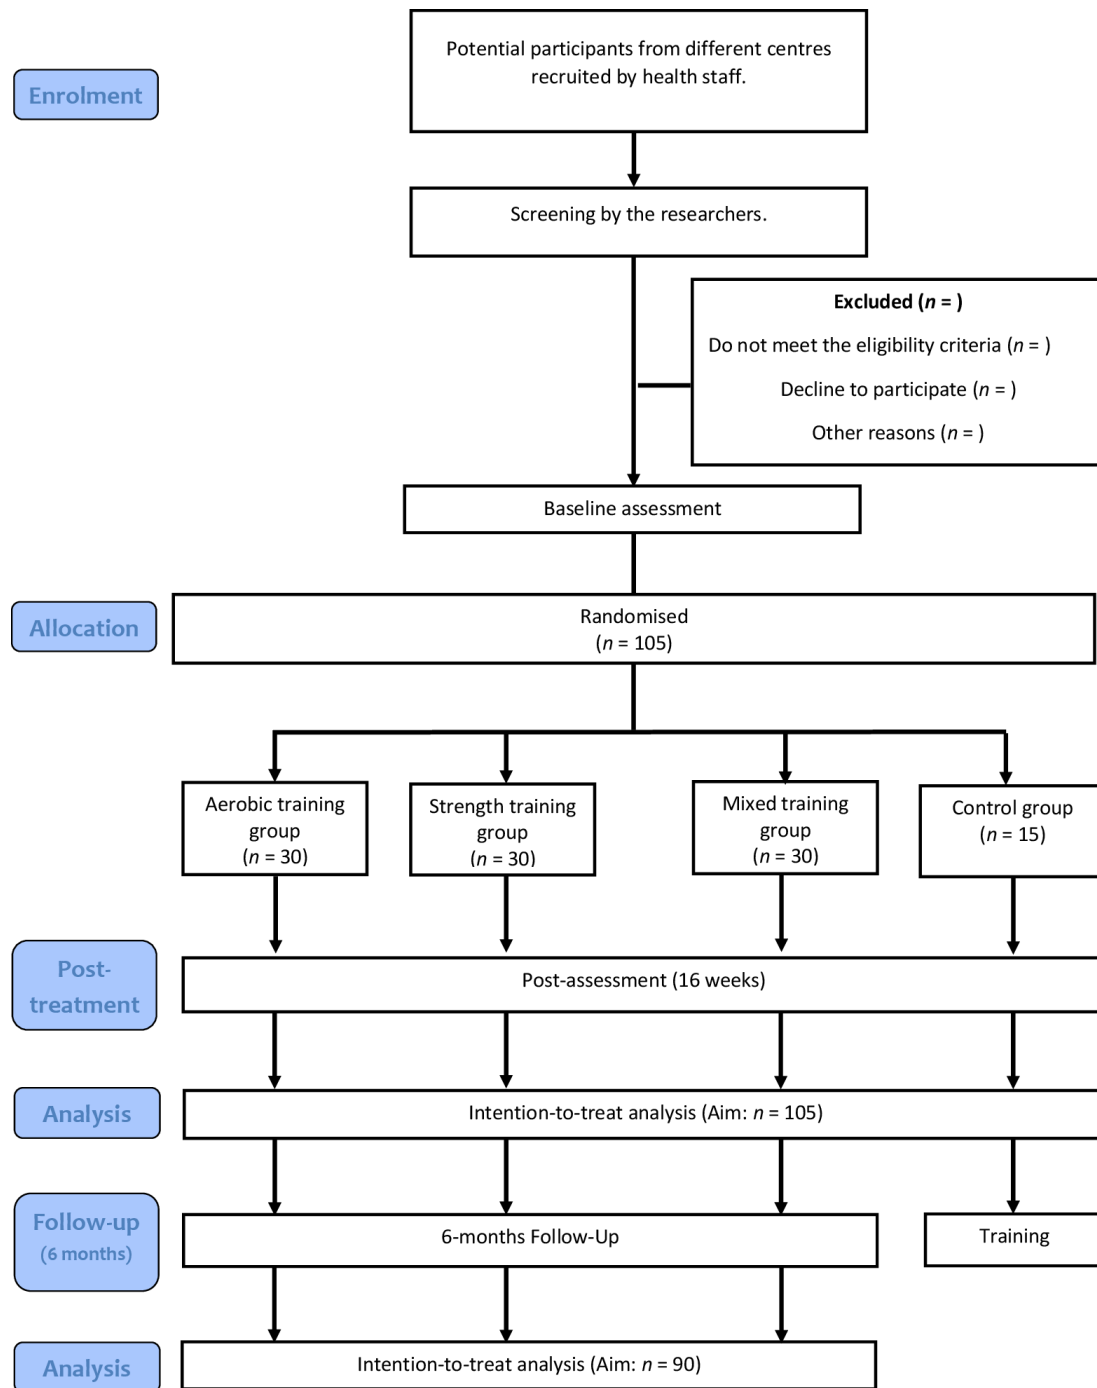 Potential participants from different centres
recruited by health staff.
Enrolment
Screening by the researchers.
Excluded (n = )
Do not meet the eligibility criteria (n = )
Decline to participate (n = )
Other reasons (n = )
Baseline assessment
Allocation
Randomised
(n = 105)
Aerobic training
group
(n = 30)
Strength training
group
(n = 30)
Mixed training
group
(n = 30)
Control group
(n = 15)
Post-
treatment
Post-assessment (16 weeks)
Analysis
Intention-to-treat analysis (Aim: n = 105)
Follow-up
(6 months)
6-months Follow-Up
Training
Analysis
Intention-to-treat analysis (Aim: n = 90)